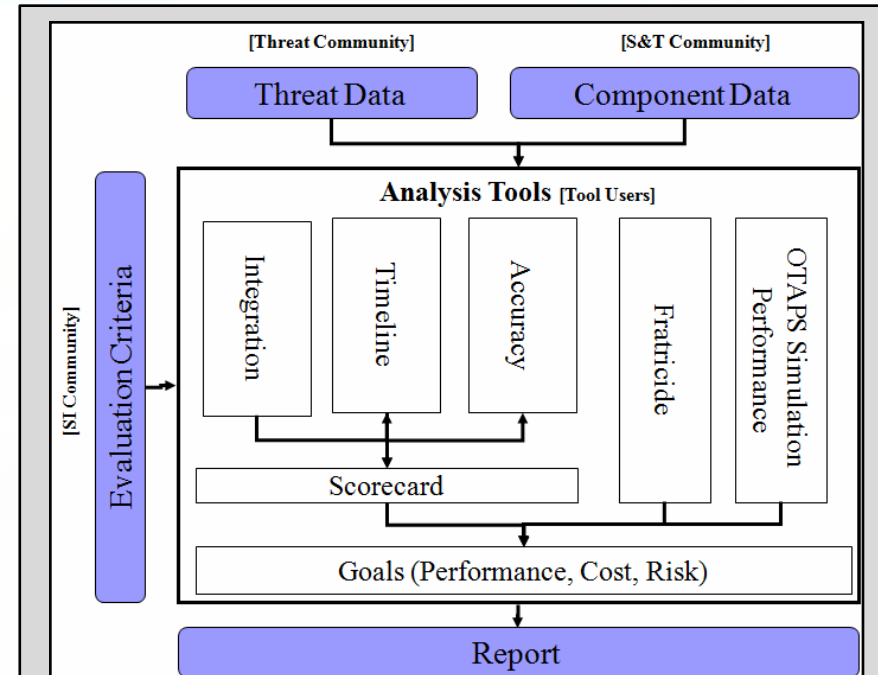 [Threat Community]
[S&T Community]
Threat Data
Component Data
[SI Community]
Evaluation Criteria
Analysis Tools [Tool Users]
Integration
Timeline
Accuracy
Fratricide
OTAPS Simulation
Performance
Scorecard
Goals (Performance, Cost, Risk)
Report